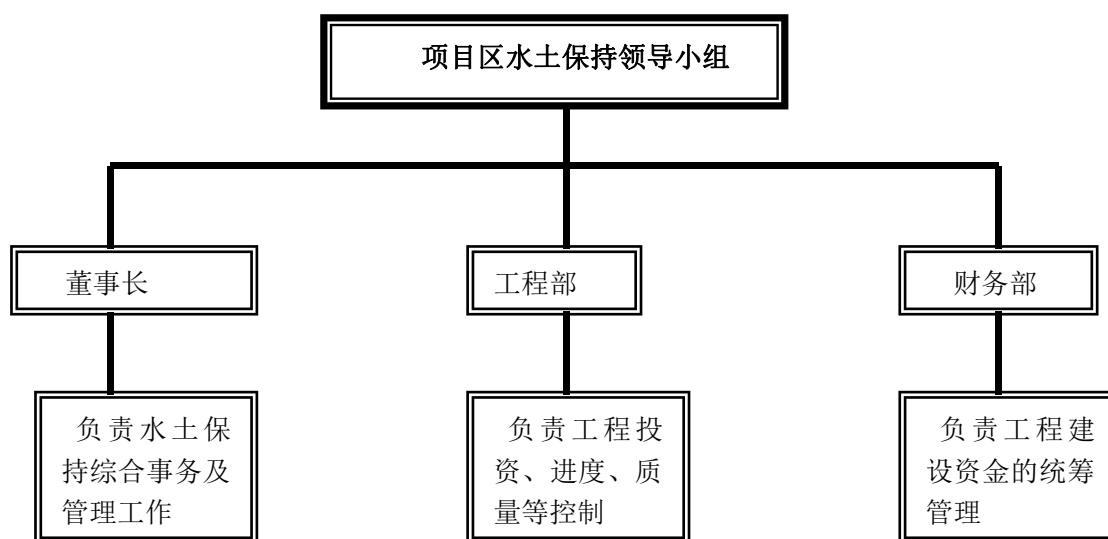 项目区水土保持领导小组
董事长
工程部
财务部
负责水土保
持综合事务及
管理工作
负责工程投
资、进度、质
量等控制
负责工程建
设资金的统筹
管理